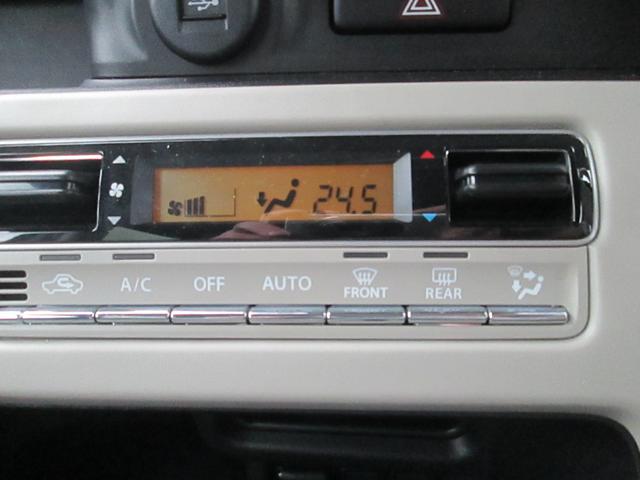 24.5
A/C OFF AUTO FRONT REAR